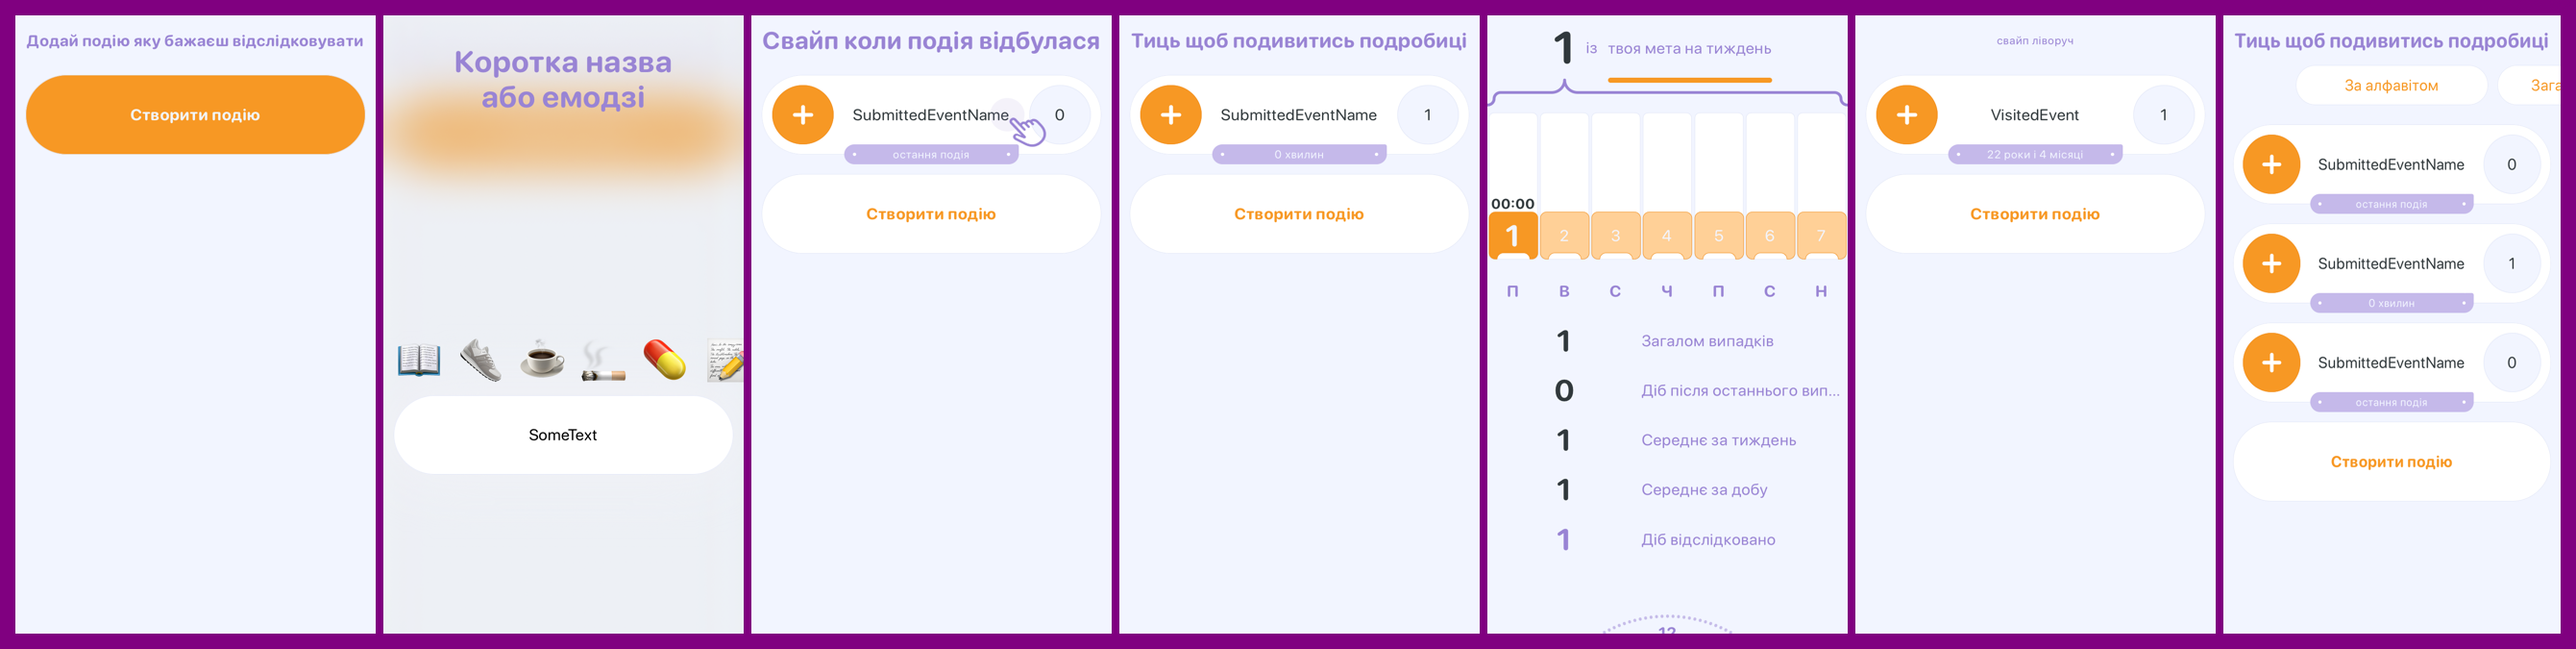 Додай подію яку бажаєш відслідковувати
Створити подію
Коротка назва
або емодзі
SomeText
Свайп коли подія відбулася
SubmittedEventName
0
остання подія
Створити подію
Тиць щоб подивитись подробиці
SubmittedEventName
1
0 хвилин
Створити подію
1 із твоя мета на тиждень
00:00
1 2 3 4 5 6 7
П В С Ч П С Н
1 Загалом випадків
0 Діб після останнього вип...
1 Середнє за тиждень
1 Середнє за добу
1 Діб відслідковано
12
свайп ліворуч
VisitedEvent
1
22 роки і 4 місяці
Створити подію
Тиць щоб подивитись подробиці
За алфавітом
Зага
SubmittedEventName
0
остання подія
SubmittedEventName
1
0 хвилин
SubmittedEventName
0
остання подія
Створити подію